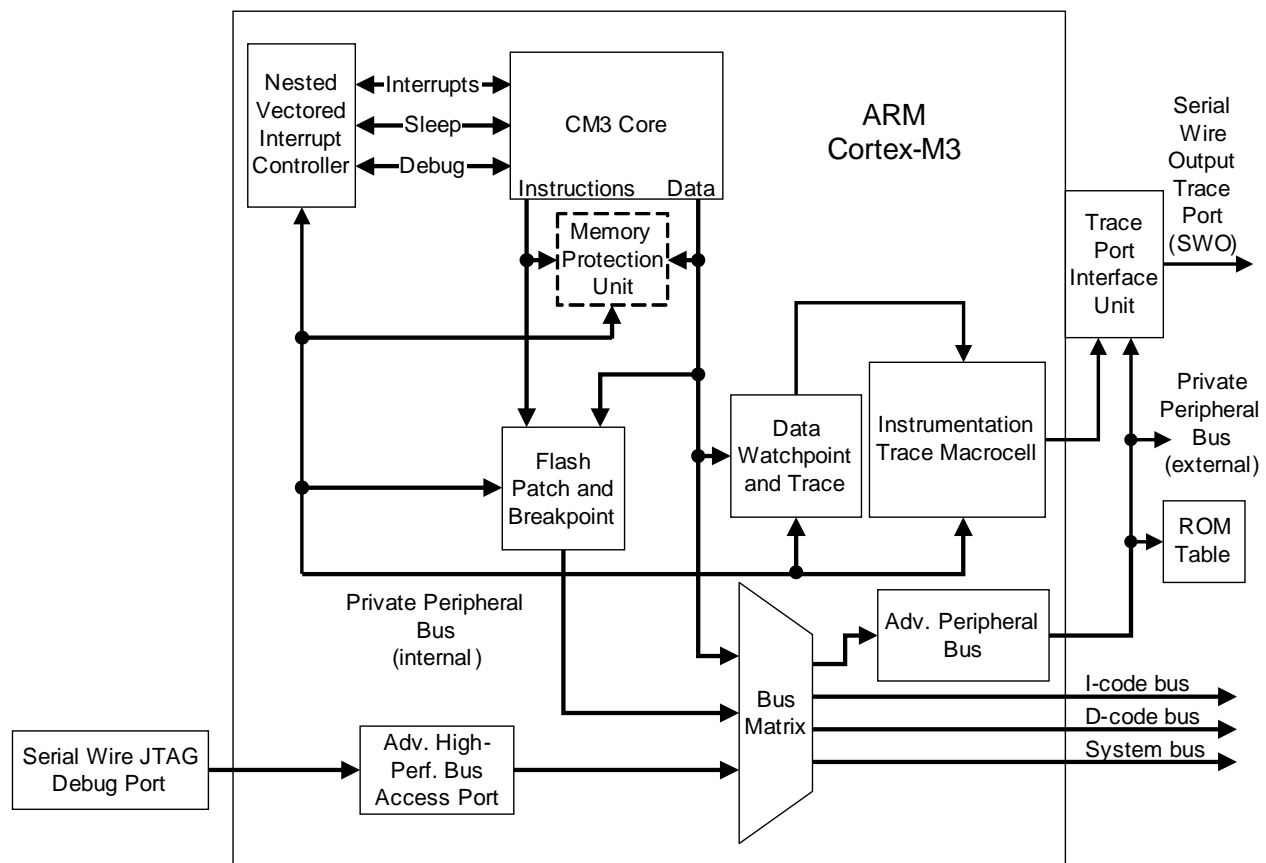 Nested
Vectored
Interrupt
Controller
Interrupts
Sleep
Debug
CM3 Core
Instructions
Data
ARM
Cortex-M3
Serial
Wire
Output
Trace
Port
(SWO)
Memory
Protection
Unit
Trace
Port
Interface
Unit
Private
Peripheral
Bus
(external)
Flash
Patch and
Breakpoint
Data
Watchpoint
and Trace
Instrumentation
Trace Macrocell
ROM
Table
Private Peripheral
Bus
(internal)
Adv. Peripheral
Bus
Bus
Matrix
I-code bus
D-code bus
System bus
Serial Wire JTAG
Debug Port
Adv. High-
Perf. Bus
Access Port